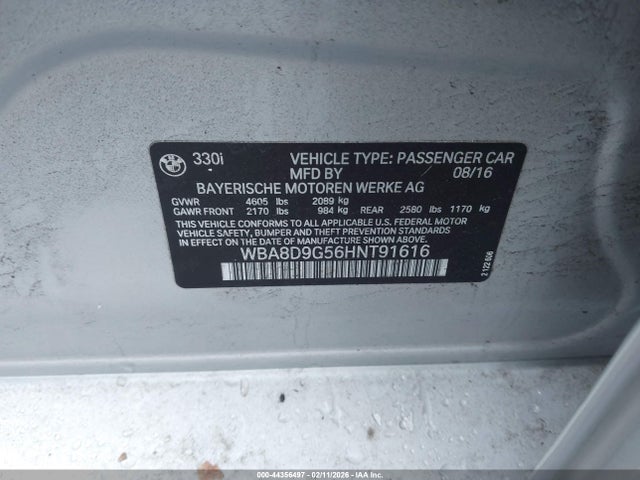 BMW
330i
VEHICLE TYPE: PASSENGER CAR
MFD BY 08/16
BAYERISCHE MOTOREN WERKE AG
GVWR 4605 lbs 2089 kg
GAWR FRONT 2170 lbs 984 kg REAR 2580 lbs 1170 kg
THIS VEHICLE CONFORMS TO ALL APPLICABLE U.S. FEDERAL MOTOR
VEHICLE SAFETY, BUMPER AND THEFT PREVENTION STANDARDS
IN EFFECT ON THE DATE OF MANUFACTURE SHOWN ABOVE.
WBA8D9G56HNT91616
000-44356497 - 02/11/2026 - IAAI.COM